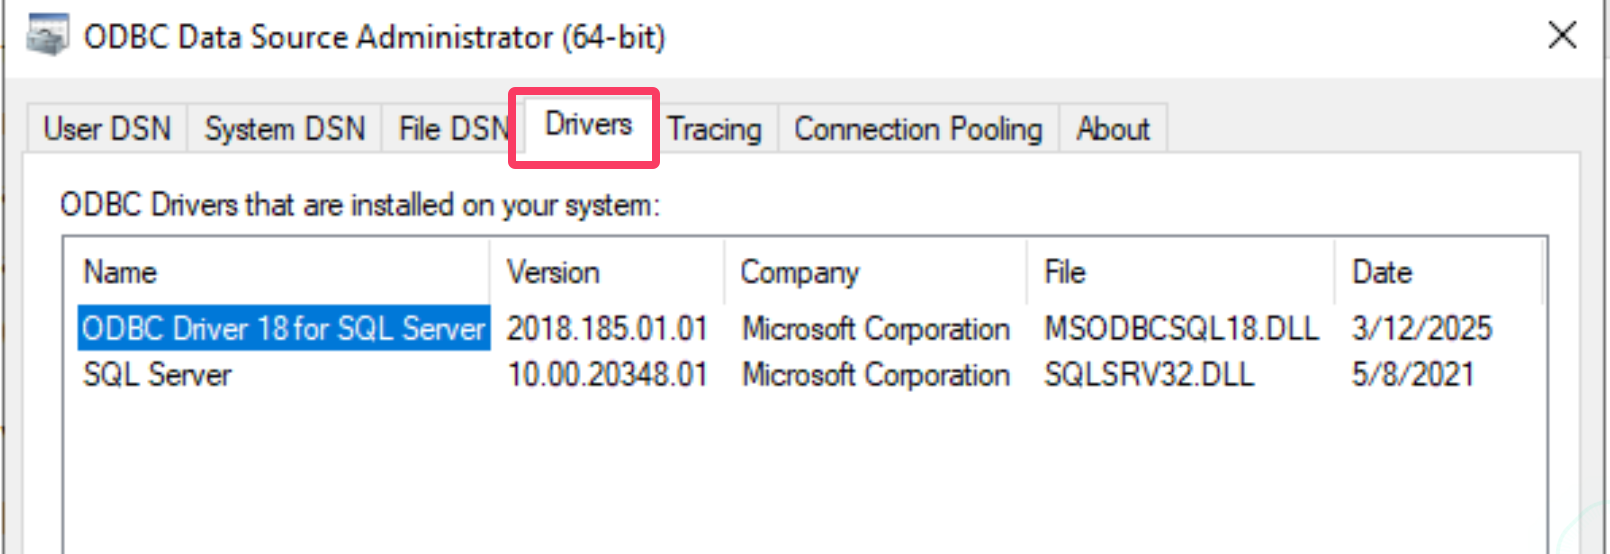 ODBC Data Source Administrator (64-bit)
User DSN System DSN File DSN Drivers Tracing Connection Pooling About
ODBC Drivers that are installed on your system:
Name Version Company File Date
ODBC Driver 18 for SQL Server 2018.185.01.01 Microsoft Corporation MSODBCSQL18.DLL 3/12/2025
SQL Server 10.00.20348.01 Microsoft Corporation SQLSRV32.DLL 5/8/2021